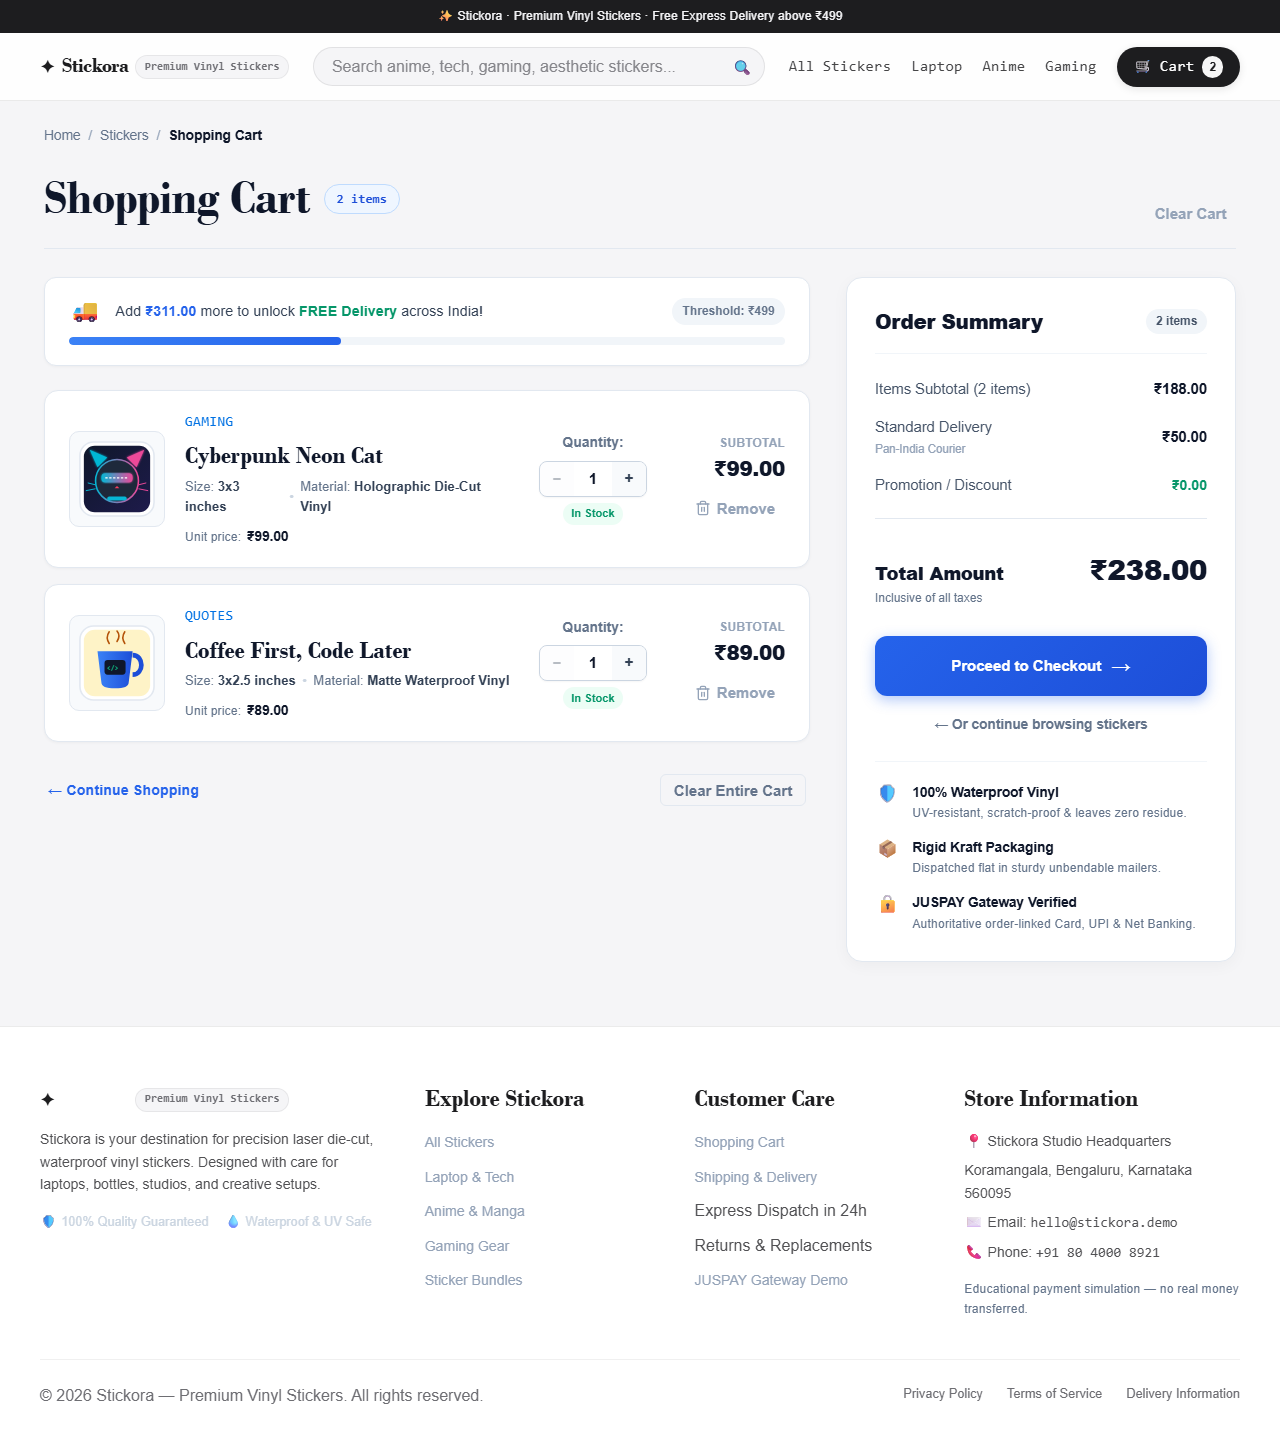 ✨ Stickora · Premium Vinyl Stickers · Free Express Delivery above ₹499
✦ Stickora Premium Vinyl Stickers
Search anime, tech, gaming, aesthetic stickers...
All Stickers Laptop Anime Gaming
🛒 Cart 2
Home / Stickers / Shopping Cart
Shopping Cart 2 items
Clear Cart
🚚 Add ₹311.00 more to unlock FREE Delivery across India!
Threshold: ₹499
GAMING
Cyberpunk Neon Cat
Size: 3x3 inches • Material: Holographic Die-Cut Vinyl
Unit price: ₹99.00
Quantity:
− 1 +
In Stock
SUBTOTAL
₹99.00
Remove
QUOTES
Coffee First, Code Later
Size: 3x2.5 inches • Material: Matte Waterproof Vinyl
Unit price: ₹89.00
</>
Quantity:
− 1 +
In Stock
SUBTOTAL
₹89.00
Remove
← Continue Shopping
Clear Entire Cart
Order Summary
2 items
Items Subtotal (2 items) ₹188.00
Standard Delivery ₹50.00
Pan-India Courier
Promotion / Discount ₹0.00
Total Amount ₹238.00
Inclusive of all taxes
Proceed to Checkout →
← Or continue browsing stickers
100% Waterproof Vinyl
UV-resistant, scratch-proof & leaves zero residue.
Rigid Kraft Packaging
Dispatched flat in sturdy unbendable mailers.
JUSPAY Gateway Verified
Authoritative order-linked Card, UPI & Net Banking.
✦ Premium Vinyl Stickers
Stickora is your destination for precision laser die-cut,
waterproof vinyl stickers. Designed with care for
laptops, bottles, studios, and creative setups.
🛡️ 100% Quality Guaranteed 💧 Waterproof & UV Safe
Explore Stickora
All Stickers
Laptop & Tech
Anime & Manga
Gaming Gear
Sticker Bundles
Customer Care
Shopping Cart
Shipping & Delivery
Express Dispatch in 24h
Returns & Replacements
JUSPAY Gateway Demo
Store Information
📍 Stickora Studio Headquarters
Koramangala, Bengaluru, Karnataka
560095
✉️ Email: hello@stickora.demo
📞 Phone: +91 80 4000 8921
Educational payment simulation — no real money
transferred.
© 2026 Stickora — Premium Vinyl Stickers. All rights reserved.
Privacy Policy Terms of Service Delivery Information